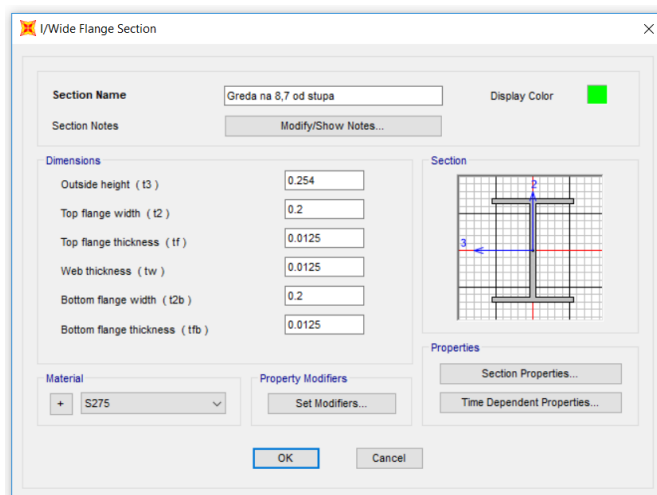 I/Wide Flange Section
Section Name
Greda na 8,7 od stupa
Display Color
Section Notes
Modify/Show Notes...
Dimensions
Outside height ( t3 )
0.254
Top flange width ( t2 )
0.2
Top flange thickness ( tf )
0.0125
Web thickness ( tw )
0.0125
Bottom flange width ( t2b )
0.2
Bottom flange thickness ( tfb )
0.0125
Section
2
3
Properties
Section Properties...
Time Dependent Properties...
Material
+
S275
Property Modifiers
Set Modifiers...
OK
Cancel